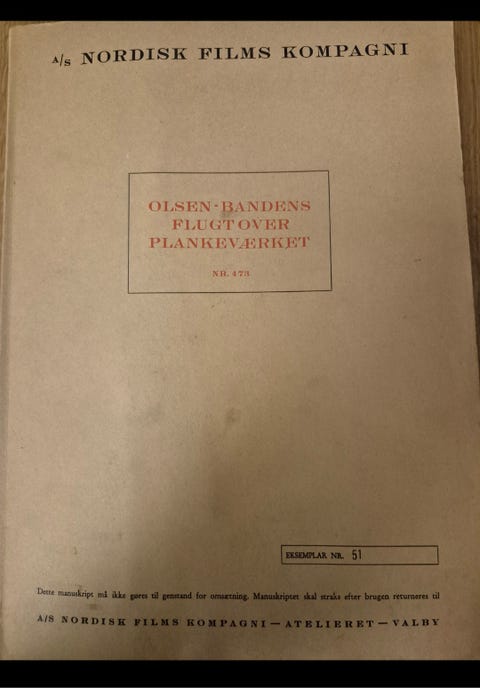 A/S NORDISK FILMS KOMPAGNI
OLSEN-BANDENS
FLUGT OVER
PLANKEVÆRKET
NR. 473
EKSEMPLAR NR. 51
Dette manuskript må ikke gøres til genstand for omsætning. Manuskriptet skal straks efter brugen returneres til
A/S NORDISK FILMS KOMPAGNI — ATELIERET — VALBY